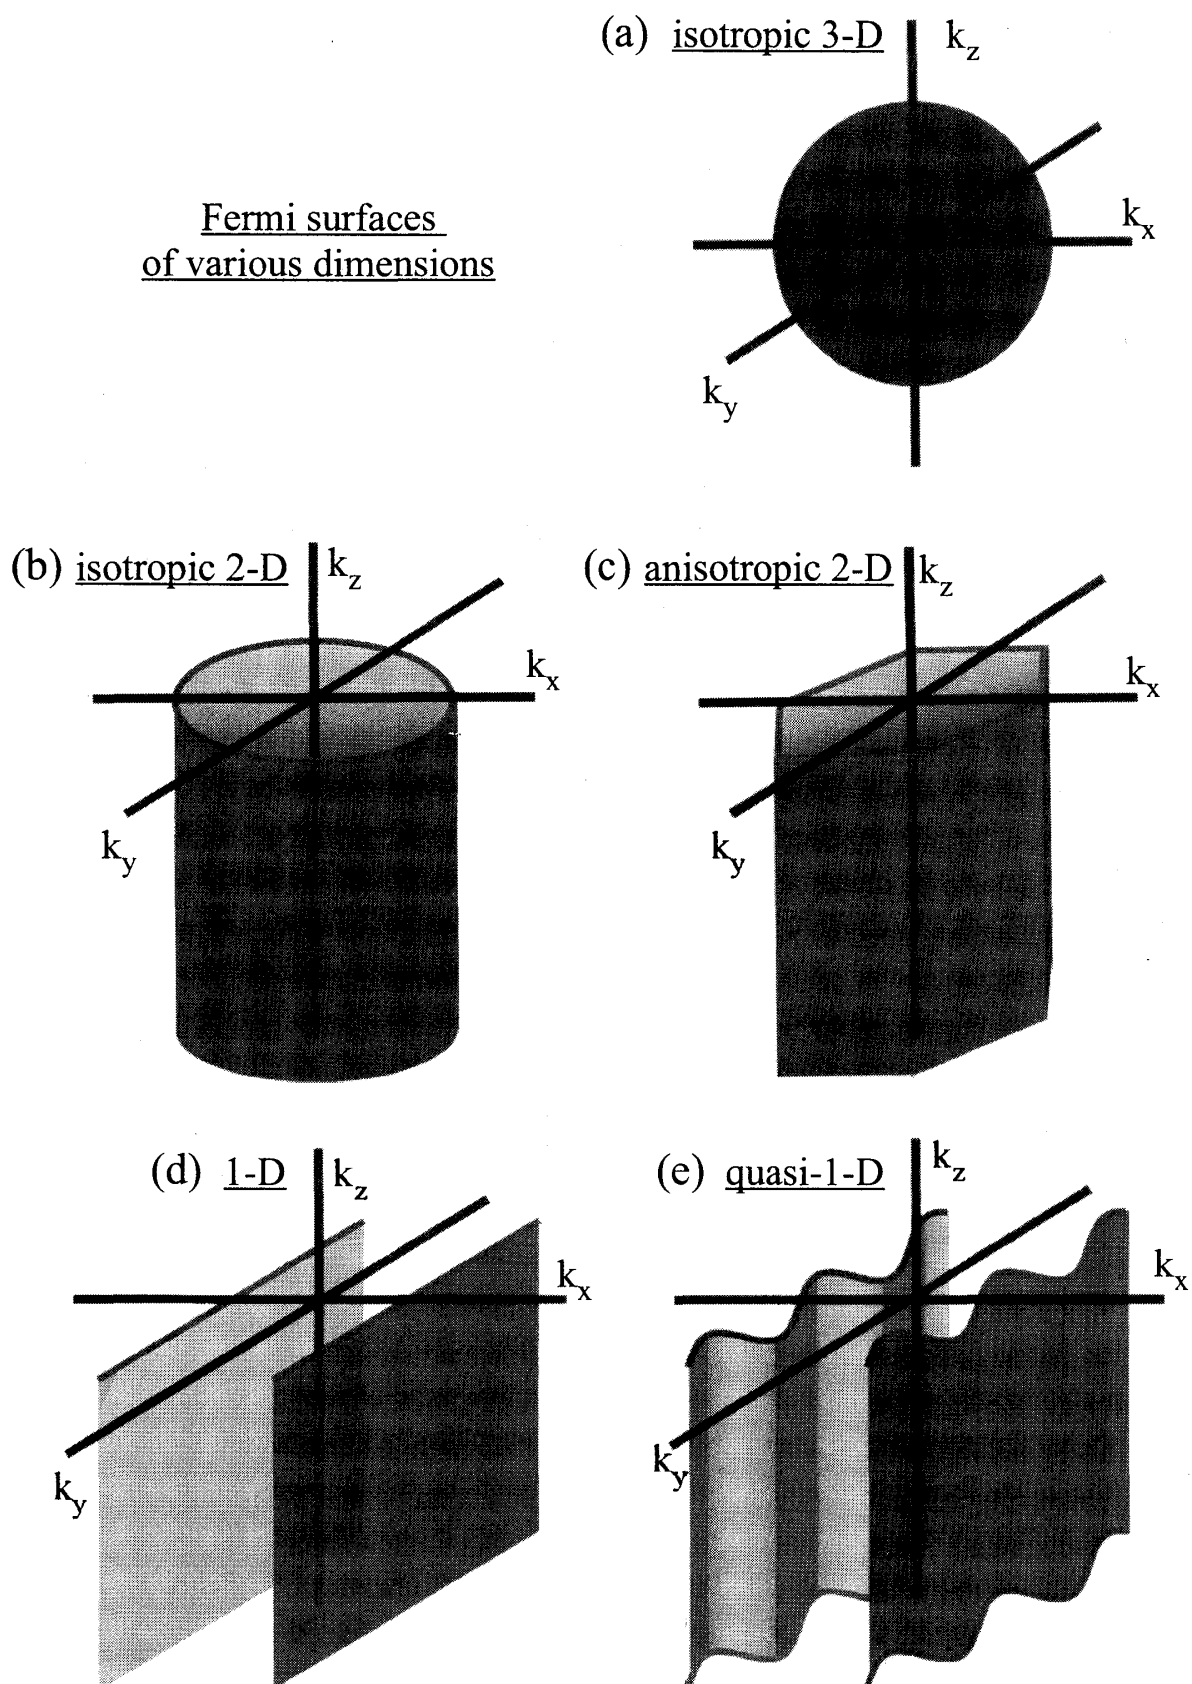 (a) isotropic 3-D
k_z
k_x
k_y
Fermi surfaces
of various dimensions
(b) isotropic 2-D
k_z
k_x
k_y
(c) anisotropic 2-D
k_z
k_x
k_y
(d) 1-D
k_z
k_x
k_y
(e) quasi-1-D
k_z
k_x
k_y